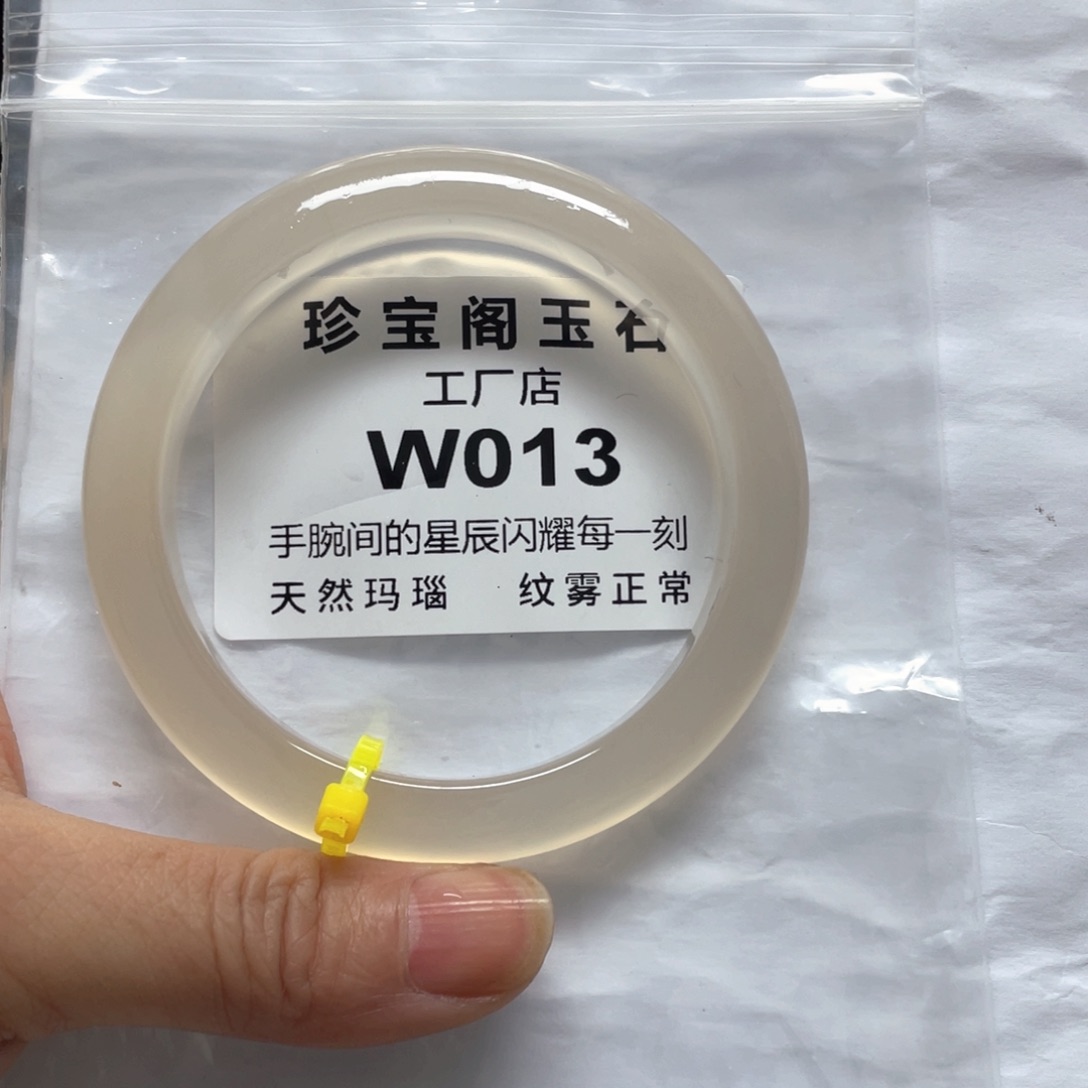 珍宝阁玉石
工厂店
W013
手腕间的星辰闪耀每一刻
天然玛瑙 纹雾正常